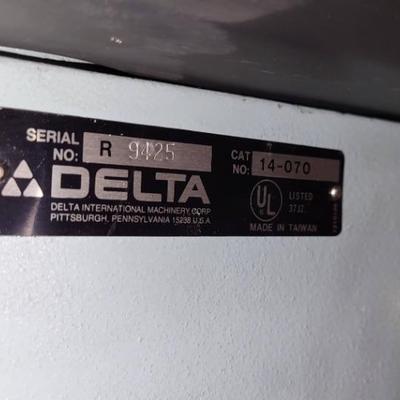 SERIAL NO: R 9425
CAT NO: 14-070
DELTA
DELTA INTERNATIONAL MACHINERY CORP
PITTSBURGH, PENNSYLVANIA 15238 U.S.A.
UL
LISTED
MADE IN TAIWAN